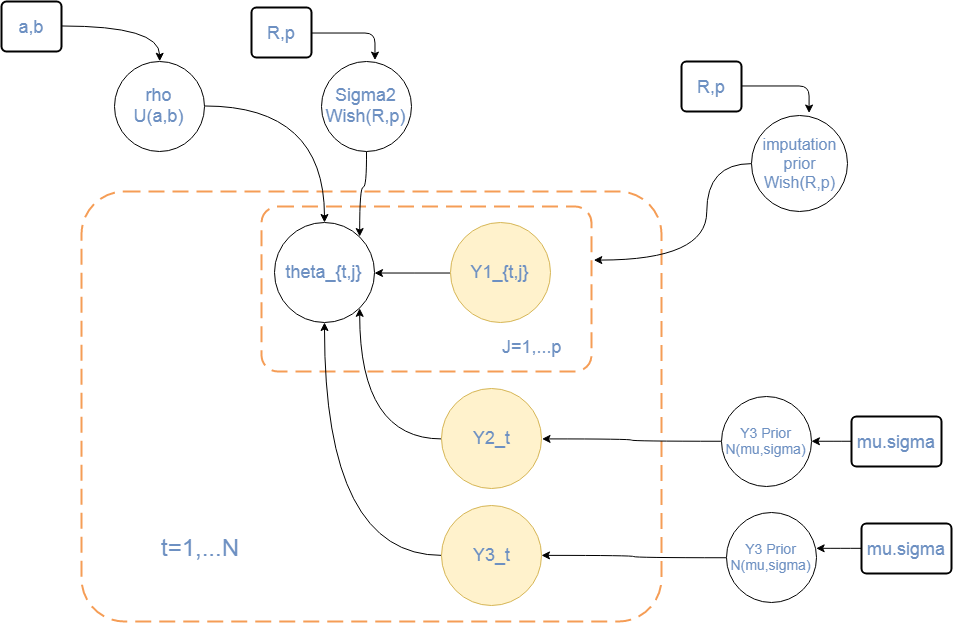 a,b
R,p
rho
U(a,b)
Sigma2
Wish(R,p)
R,p
imputation
prior
Wish(R,p)
theta_{t,j}
Y1_{t,j}
J=1,...p
Y2_t
Y3 Prior
N(mu,sigma)
mu.sigma
t=1,...N
Y3_t
Y3 Prior
N(mu,sigma)
mu.sigma